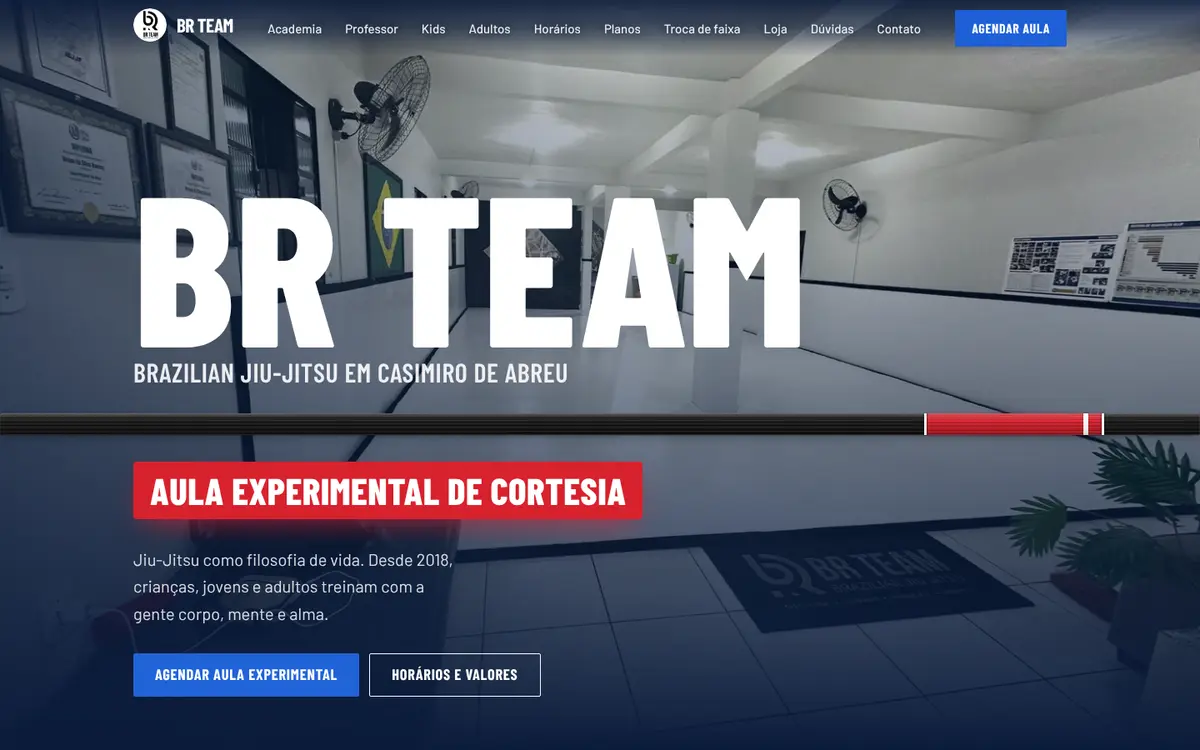 BR TEAM
BR TEAM
Academia
Professor
Kids
Adultos
Horários
Planos
Troca de faixa
Loja
Dúvidas
Contato
AGENDAR AULA
BR TEAM
BRAZILIAN JIU-JITSU EM CASIMIRO DE ABREU
AULA EXPERIMENTAL DE CORTESIA
Jiu-Jitsu como filosofia de vida. Desde 2018,
crianças, jovens e adultos treinam com a
gente corpo, mente e alma.
BR TEAM
AGENDAR AULA EXPERIMENTAL
HORÁRIOS E VALORES